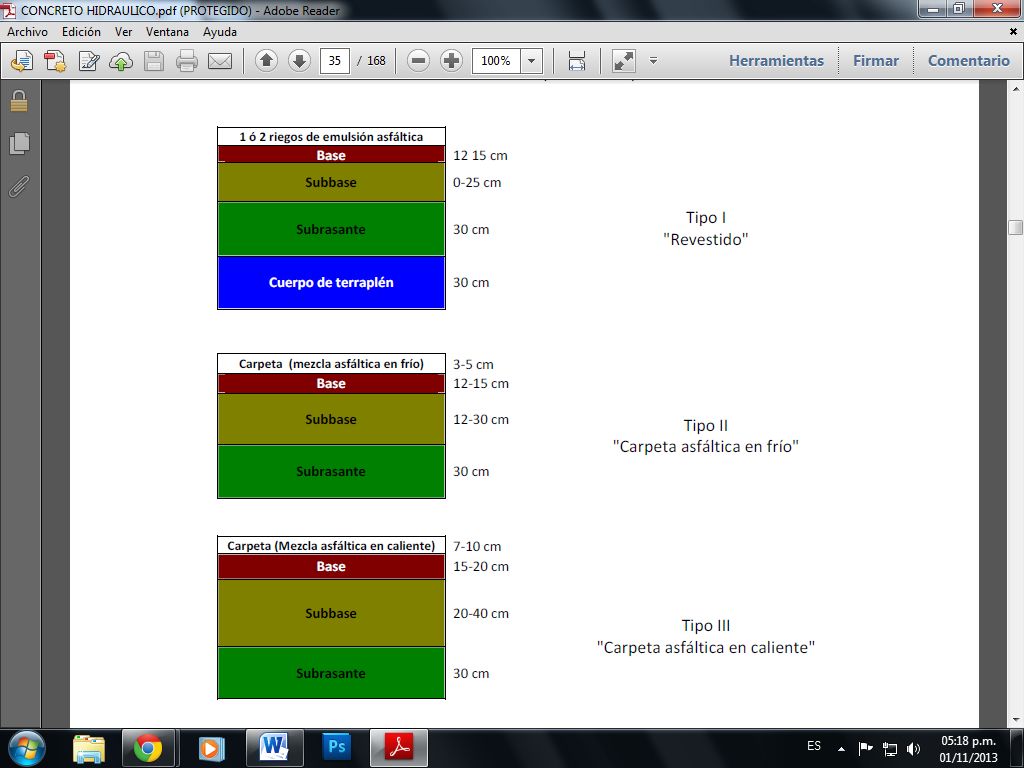 CONCRETO HIDRAULICO.pdf (PROTEGIDO) - Adobe Reader
Archivo Edición Ver Ventana Ayuda
35 / 168 100% Herramientas Firmar Comentario
1 ó 2 riegos de emulsión asfáltica
Base 12 15 cm
Subbase 0-25 cm
Subrasante 30 cm
Cuerpo de terraplén 30 cm
Tipo I
"Revestido"
Carpeta (mezcla asfáltica en frío) 3-5 cm
Base 12-15 cm
Subbase 12-30 cm
Subrasante 30 cm
Tipo II
"Carpeta asfáltica en frío"
Carpeta (Mezcla asfáltica en caliente) 7-10 cm
Base 15-20 cm
Subbase 20-40 cm
Subrasante 30 cm
Tipo III
"Carpeta asfáltica en caliente"
Ps
ES
05:18 p.m.
01/11/2013